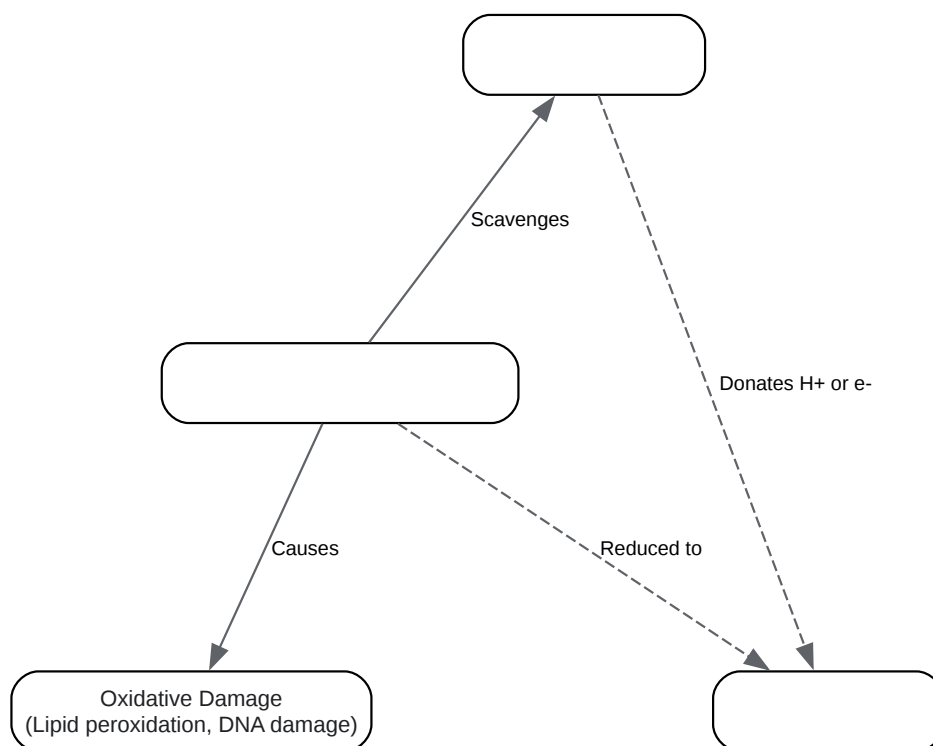 Scavenges
Donates H+ or e-
Causes
Reduced to
Oxidative Damage
(Lipid peroxidation, DNA damage)